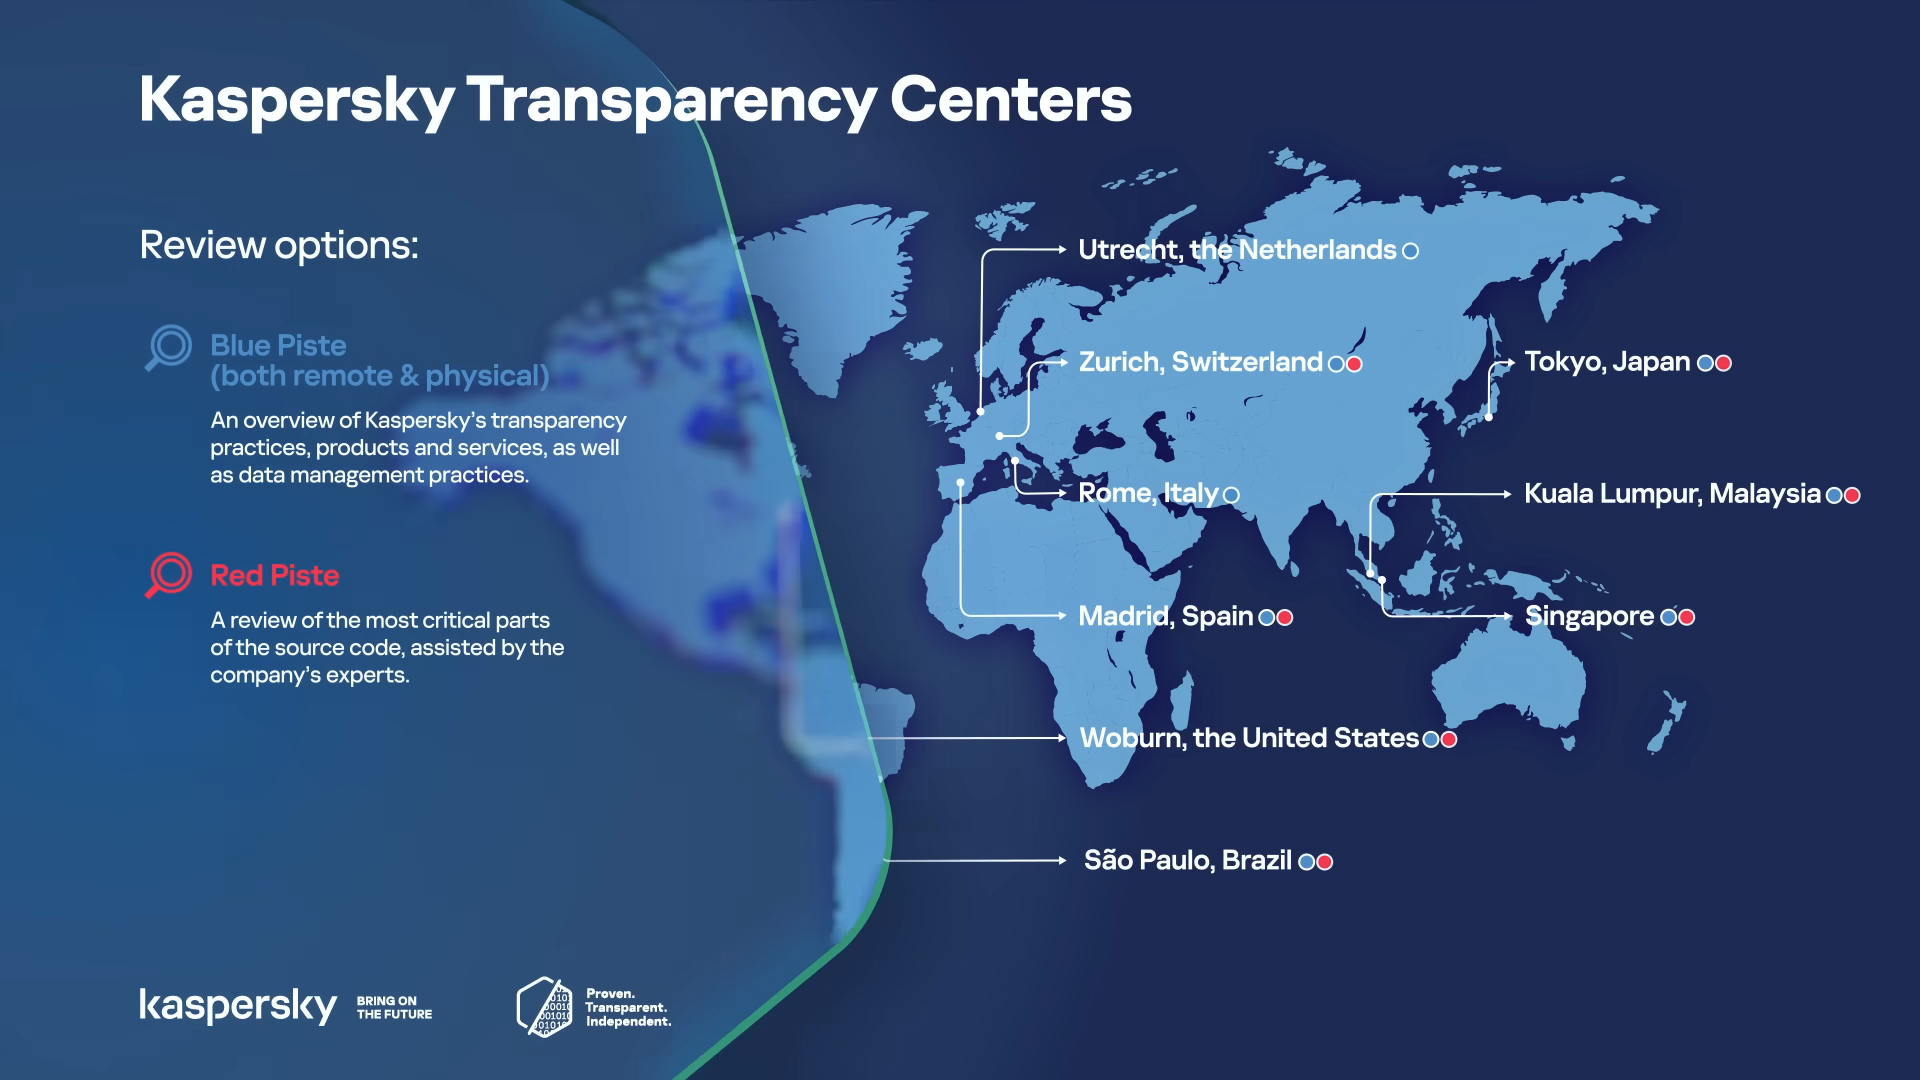 Kaspersky Transparency Centers
Review options:
Blue Piste
(both remote & physical)
An overview of Kaspersky's transparency
practices, products and services, as well
as data management practices.
Red Piste
A review of the most critical parts
of the source code, assisted by the
company's experts.
Utrecht, the Netherlands
Zurich, Switzerland
Tokyo, Japan
Rome, Italy
Kuala Lumpur, Malaysia
Madrid, Spain
Singapore
Woburn, the United States
São Paulo, Brazil
kaspersky
BRING ON
THE FUTURE
Proven.
Transparent.
Independent.